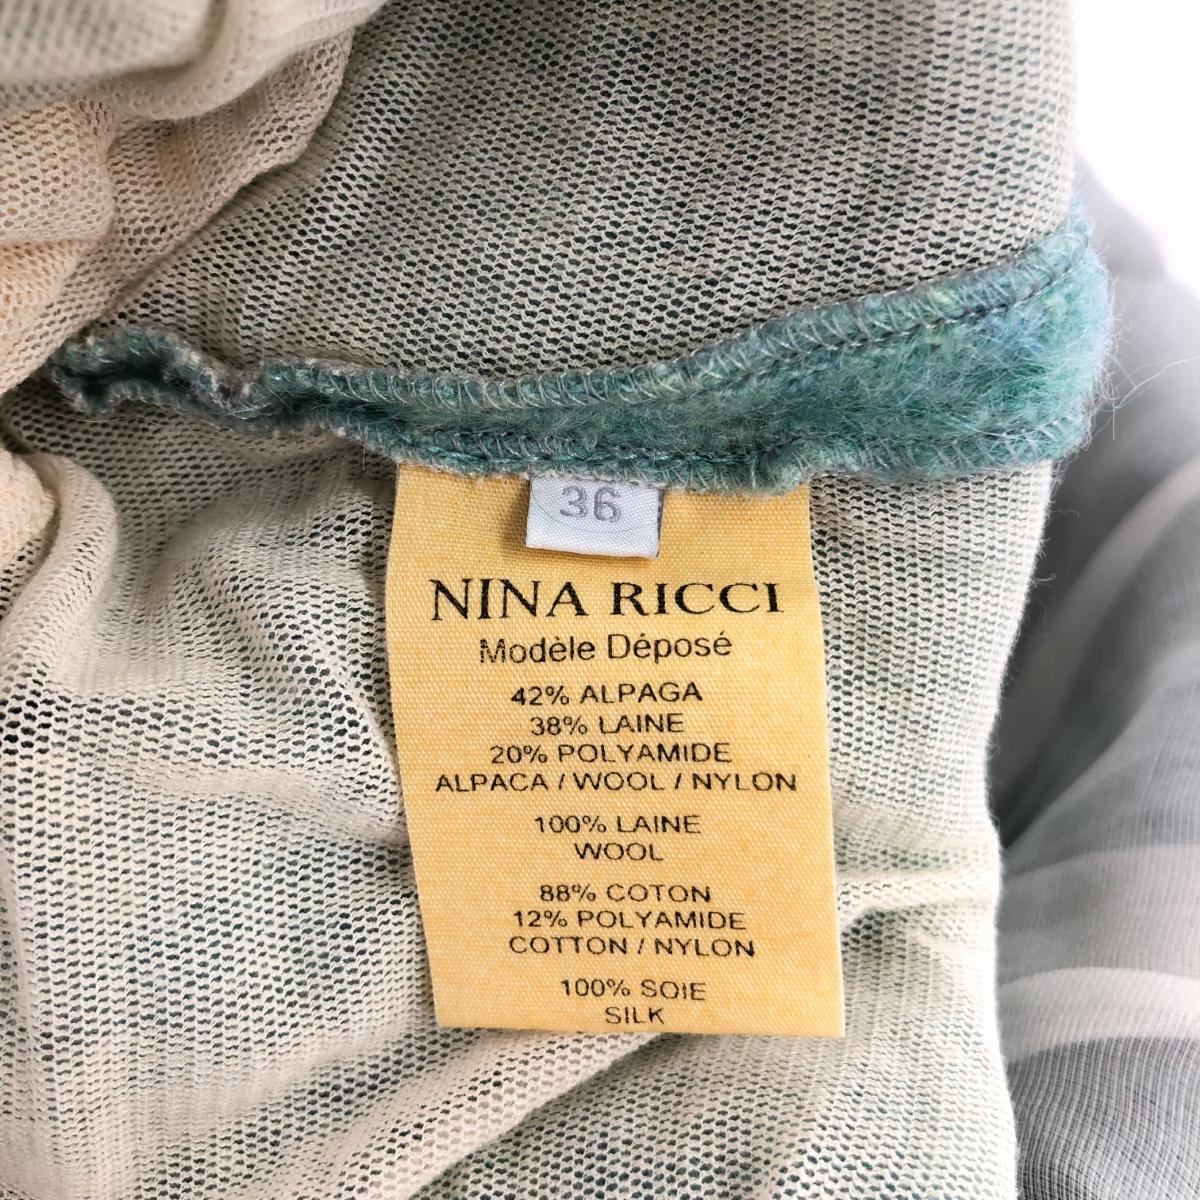 36
NINA RICCI
Modèle Déposé
42% ALPAGA
38% LAINE
20% POLYAMIDE
ALPACA / WOOL / NYLON
100% LAINE
WOOL
88% COTON
12% POLYAMIDE
COTTON / NYLON
100% SOIE
SILK